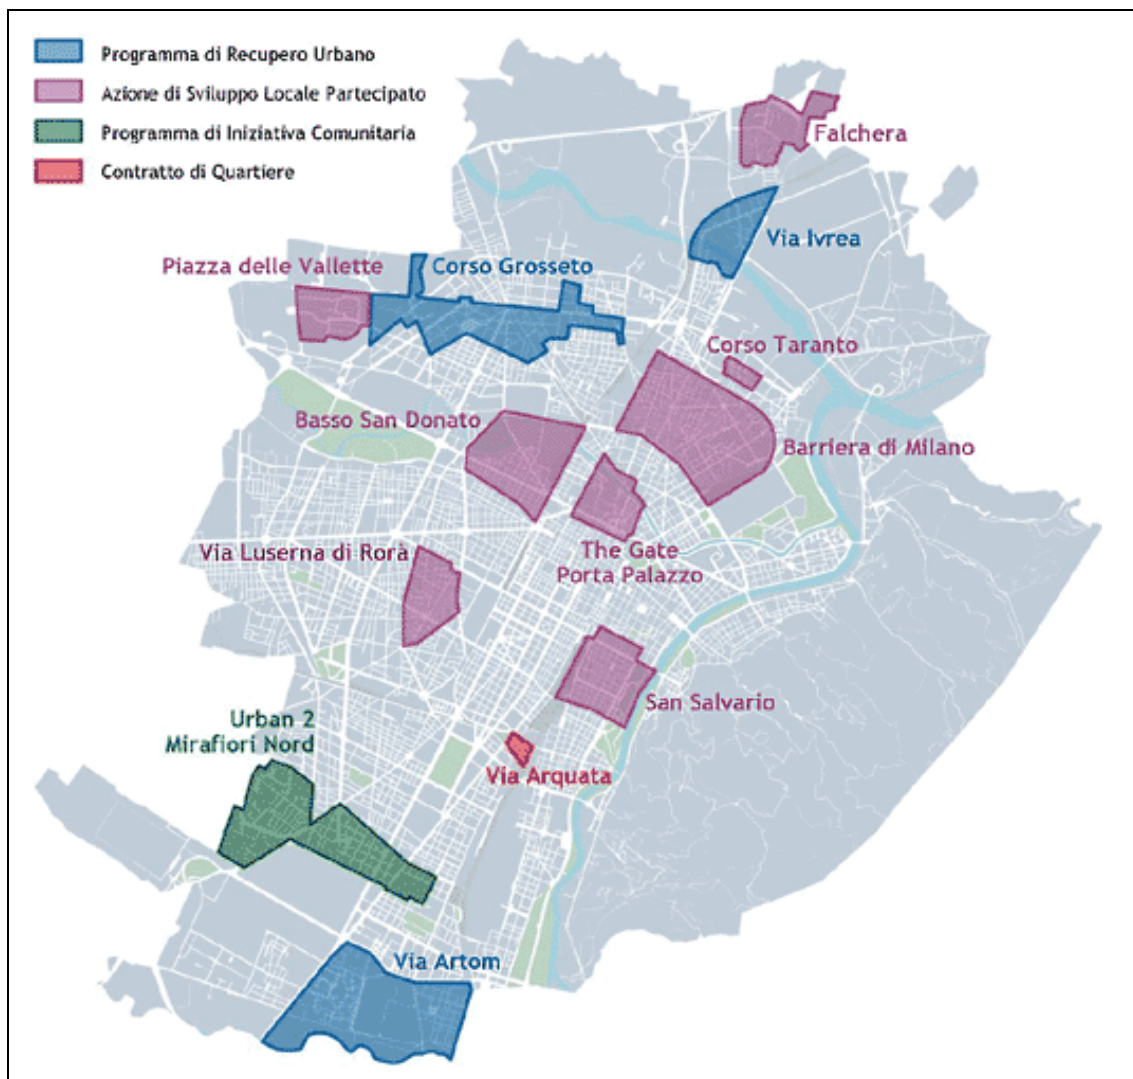 Programma di Recupero Urbano
Azione di Sviluppo Locale Partecipato
Programma di Iniziativa Comunitaria
Contratto di Quartiere
Falchera
Via Ivrea
Piazza delle Vallette
Corso Grosseto
Corso Taranto
Basso San Donato
Barriera di Milano
Via Luserna di Rorà
The Gate
Porta Palazzo
San Salvario
Urban 2
Mirafiori Nord
Via Arquata
Via Artom